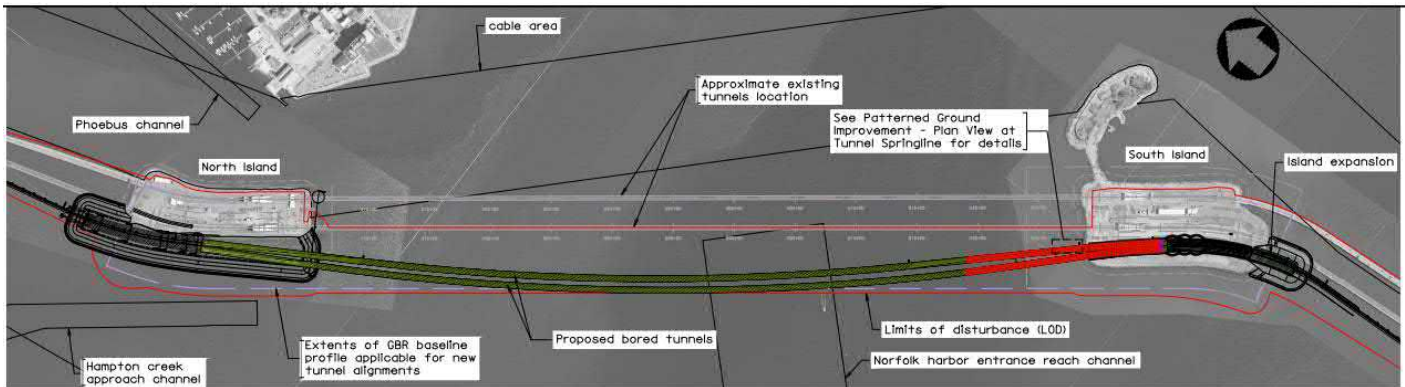 cable area
Approximate existing
tunnels location
Phoebus channel
See Patterned Ground
Improvement - Plan View at
Tunnel Springline for details
North Island
South Island
Island expansion
Proposed bored tunnels
Limits of disturbance (LOD)
Extents of GBR baseline
profile applicable for new
tunnel alignments
Hampton creek
approach channel
Norfolk harbor entrance reach channel